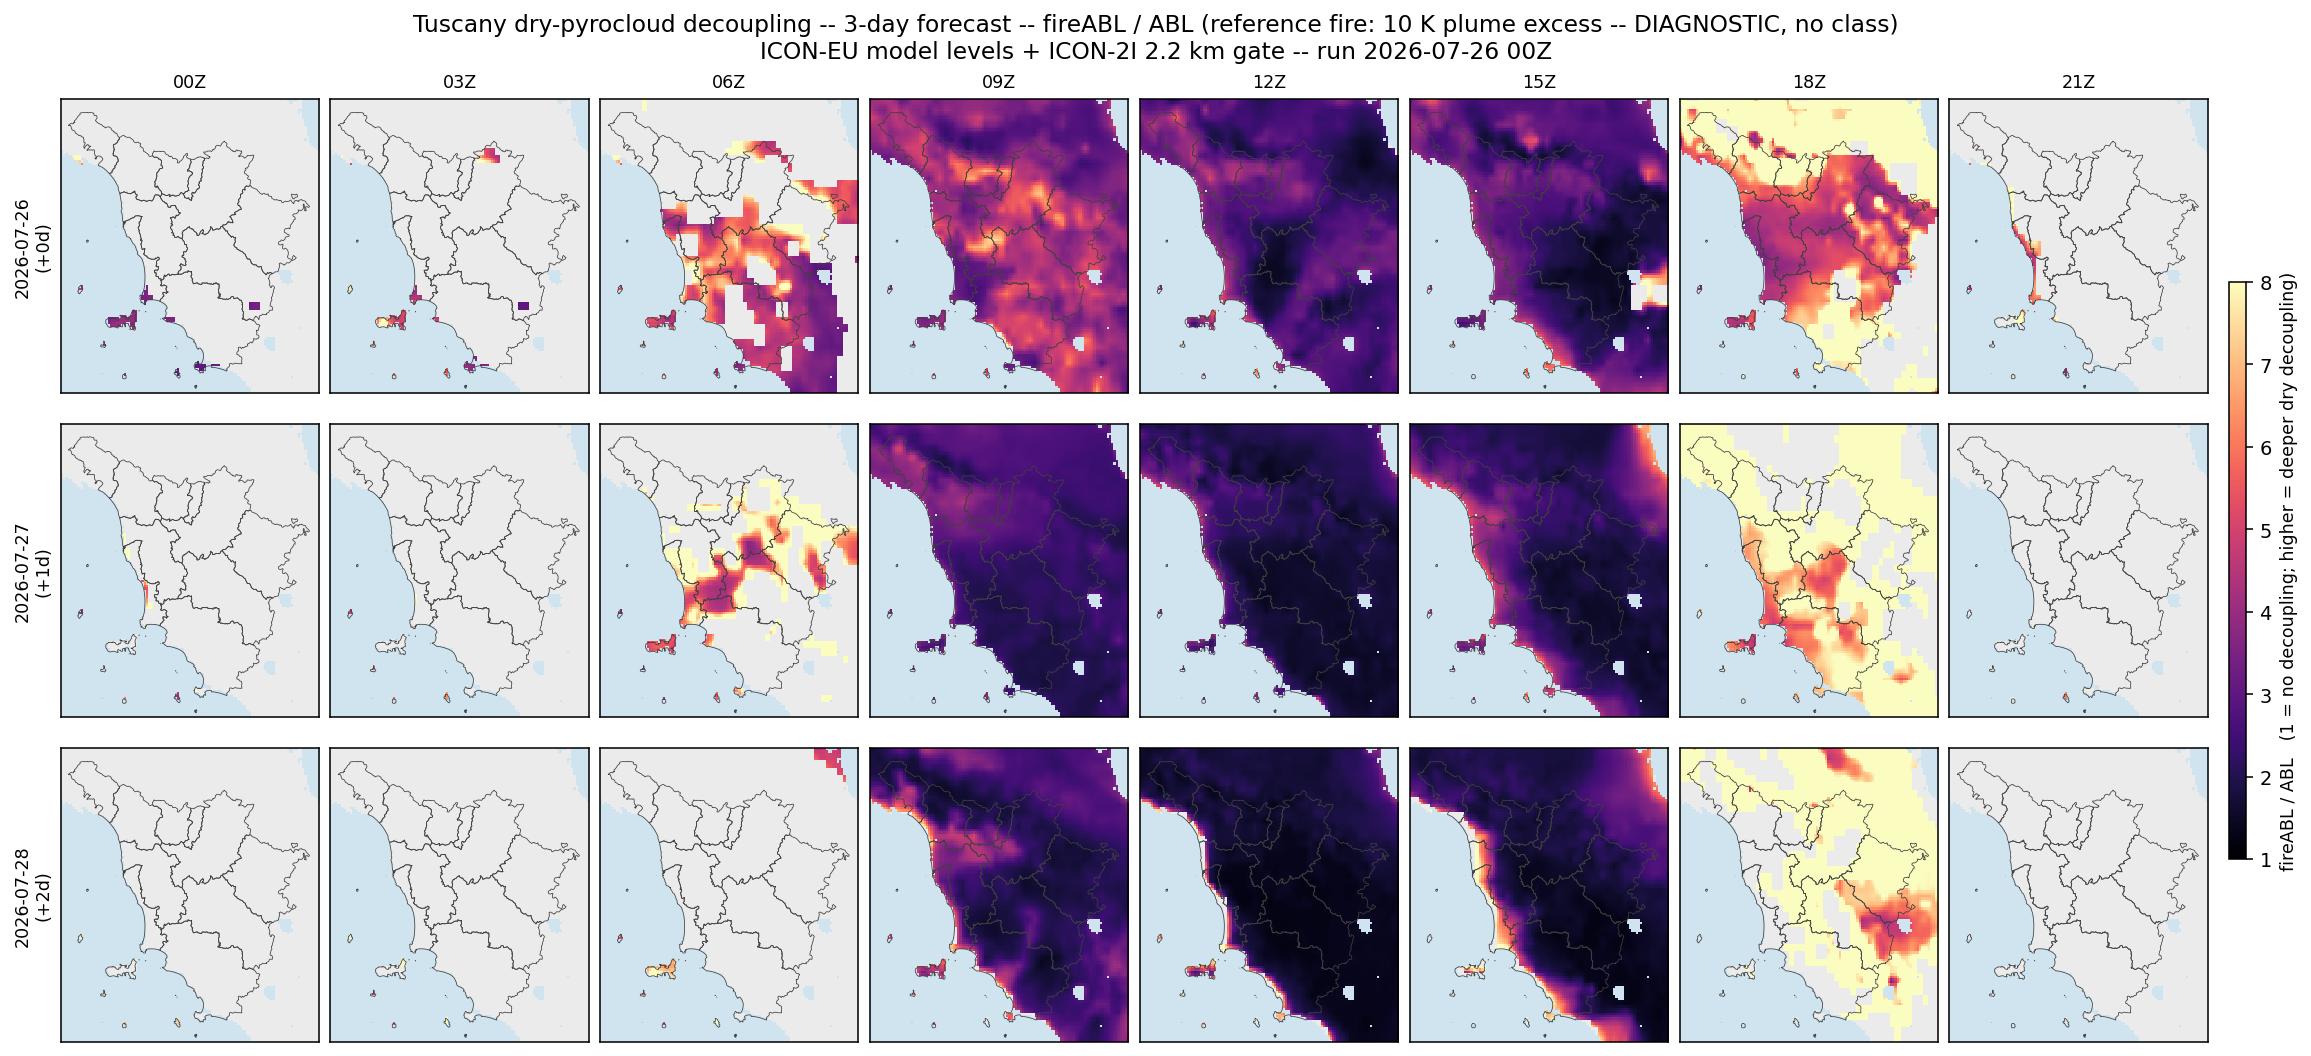 Tuscany dry-pyrocloud decoupling -- 3-day forecast -- fireABL / ABL (reference fire: 10 K plume excess -- DIAGNOSTIC, no class)
ICON-EU model levels + ICON-2I 2.2 km gate -- run 2026-07-26 00Z
00Z
03Z
06Z
09Z
12Z
15Z
18Z
21Z
2026-07-26
(+0d)
2026-07-27
(+1d)
2026-07-28
(+2d)
8
7
6
5
4
3
2
1
fireABL / ABL (1 = no decoupling; higher = deeper dry decoupling)